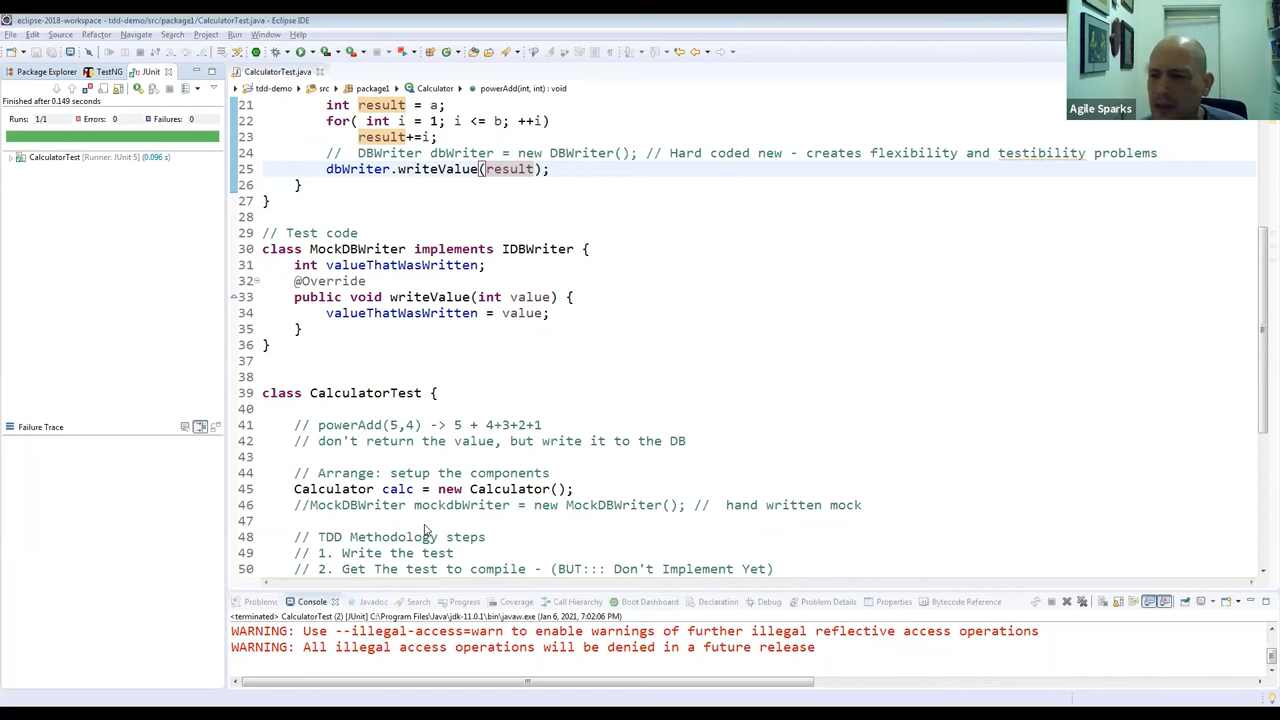 eclipse-2018-workspace - tdd-demo/src/package1/CalculatorTest.java - Eclipse IDE
File Edit Source Refactor Navigate Search Project Run Window Help
Package Explorer TestNG JUnit
CalculatorTest.java
tdd-demo src package1 Calculator powerAdd(int, int) : void
Finished after 0.149 seconds
Runs: 1/1 Errors: 0 Failures: 0
CalculatorTest [Runner: JUnit 5] (0.096 s)
Failure Trace
Agile Sparks
21 int result = a;
22 for( int i = 1; i <= b; ++i)
23 result+=i;
24 // DBWriter dbWriter = new DBWriter(); // Hard coded new - creates flexibility and testibility problems
25 dbWriter.writeValue(result);
26 }
27 }
28
29 // Test code
30 class MockDBWriter implements IDBWriter {
31 int valueThatWasWritten;
32 @Override
33 public void writeValue(int value) {
34 valueThatWasWritten = value;
35 }
36 }
37
38
39 class CalculatorTest {
40
41 // powerAdd(5,4) -> 5 + 4+3+2+1
42 // don't return the value, but write it to the DB
43
44 // Arrange: setup the components
45 Calculator calc = new Calculator();
46 //MockDBWriter mockdbWriter = new MockDBWriter(); // hand written mock
47
48 // TDD Methodology steps
49 // 1. Write the test
50 // 2. Get The test to compile - (BUT::: Don't Implement Yet)
Problems Console Javadoc Search Progress Coverage Call Hierarchy Boot Dashboard Declaration Debug Problem Details Properties Bytecode Reference
<terminated> CalculatorTest (2) [JUnit] C:\Program Files\Java\jdk-11.0.1\bin\javaw.exe (Jan 6, 2021, 7:02:06 PM)
WARNING: Use --illegal-access=warn to enable warnings of further illegal reflective access operations
WARNING: All illegal access operations will be denied in a future release